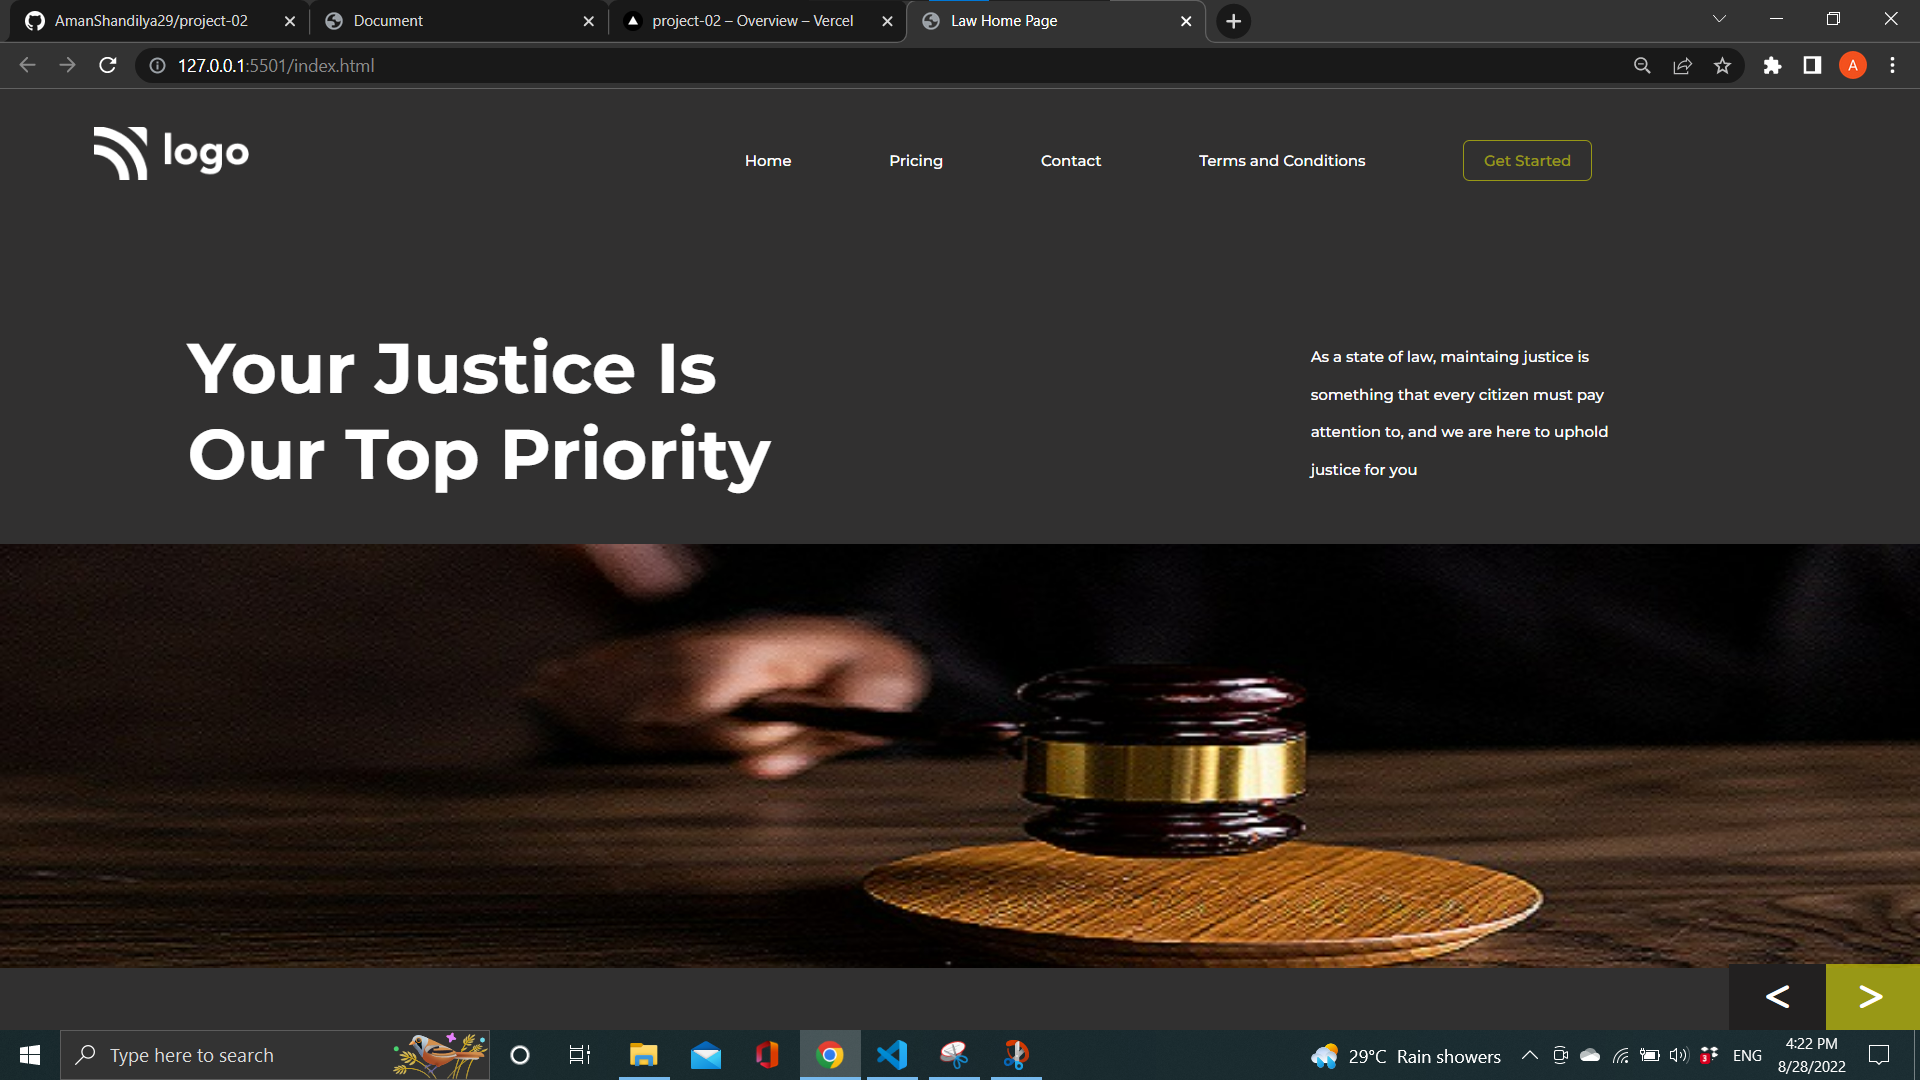 AmanShandilya29/project-02
Document
project-02 – Overview – Vercel
Law Home Page
127.0.0.1:5501/index.html
A
logo
Home
Pricing
Contact
Terms and Conditions
Get Started
Your Justice Is
Our Top Priority
As a state of law, maintaing justice is
something that every citizen must pay
attention to, and we are here to uphold
justice for you
<
>
Type here to search
29°C Rain showers
3
ENG
4:22 PM
8/28/2022